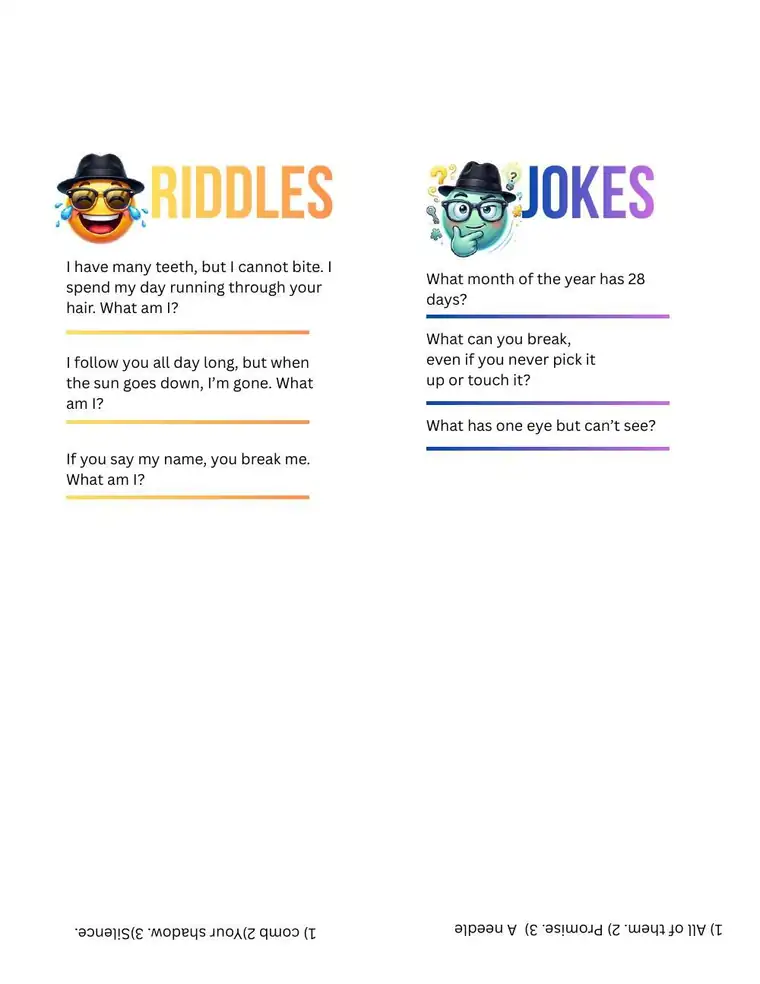 RIDDLES
I have many teeth, but I cannot bite. I
spend my day running through your
hair. What am I?
I follow you all day long, but when
the sun goes down, I’m gone. What
am I?
If you say my name, you break me.
What am I?
JOKES
What month of the year has 28
days?
What can you break,
even if you never pick it
up or touch it?
What has one eye but can’t see?
1) comb 2)Your shadow. 3)Silence.
1) All of them. 2) Promise. 3)  A needle